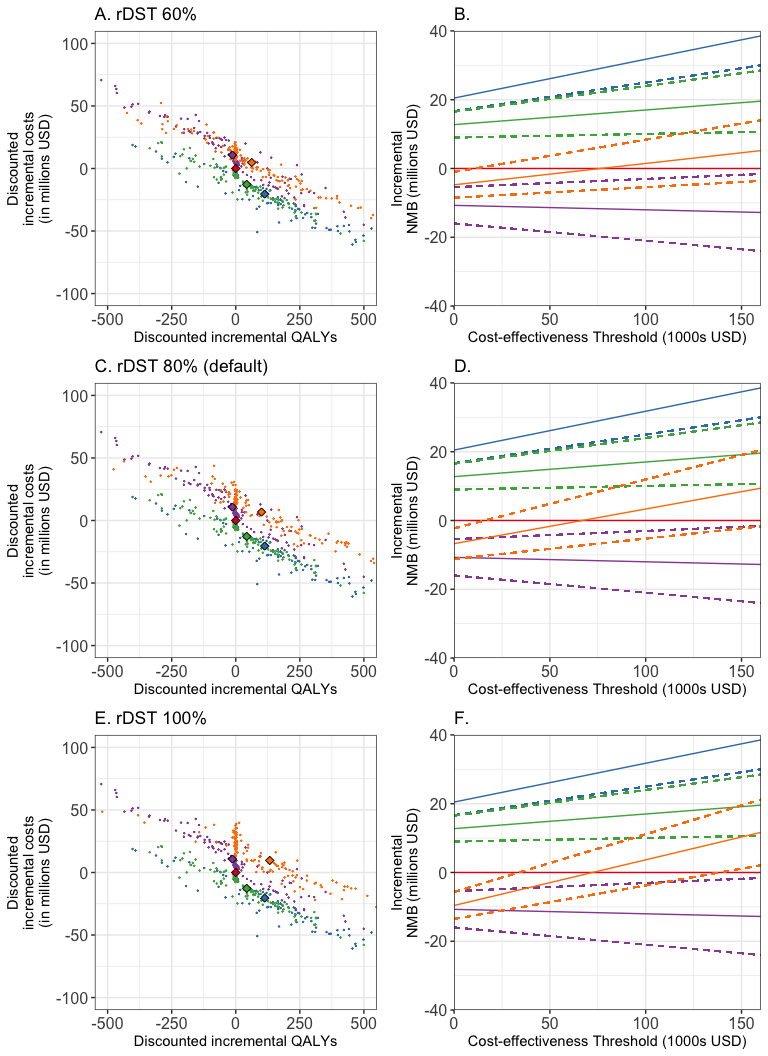 A. rDST 60%
Discounted
incremental costs
(in millions USD)
100
50
0
-50
-100
-500
-250
0
250
500
Discounted incremental QALYs
B.
Incremental
NMB (millions USD)
40
20
0
-20
-40
0
50
100
150
Cost-effectiveness Threshold (1000s USD)
C. rDST 80% (default)
Discounted
incremental costs
(in millions USD)
100
50
0
-50
-100
-500
-250
0
250
500
Discounted incremental QALYs
D.
Incremental
NMB (millions USD)
40
20
0
-20
-40
0
50
100
150
Cost-effectiveness Threshold (1000s USD)
E. rDST 100%
Discounted
incremental costs
(in millions USD)
100
50
0
-50
-100
-500
-250
0
250
500
Discounted incremental QALYs
F.
Incremental
NMB (millions USD)
40
20
0
-20
-40
0
50
100
150
Cost-effectiveness Threshold (1000s USD)